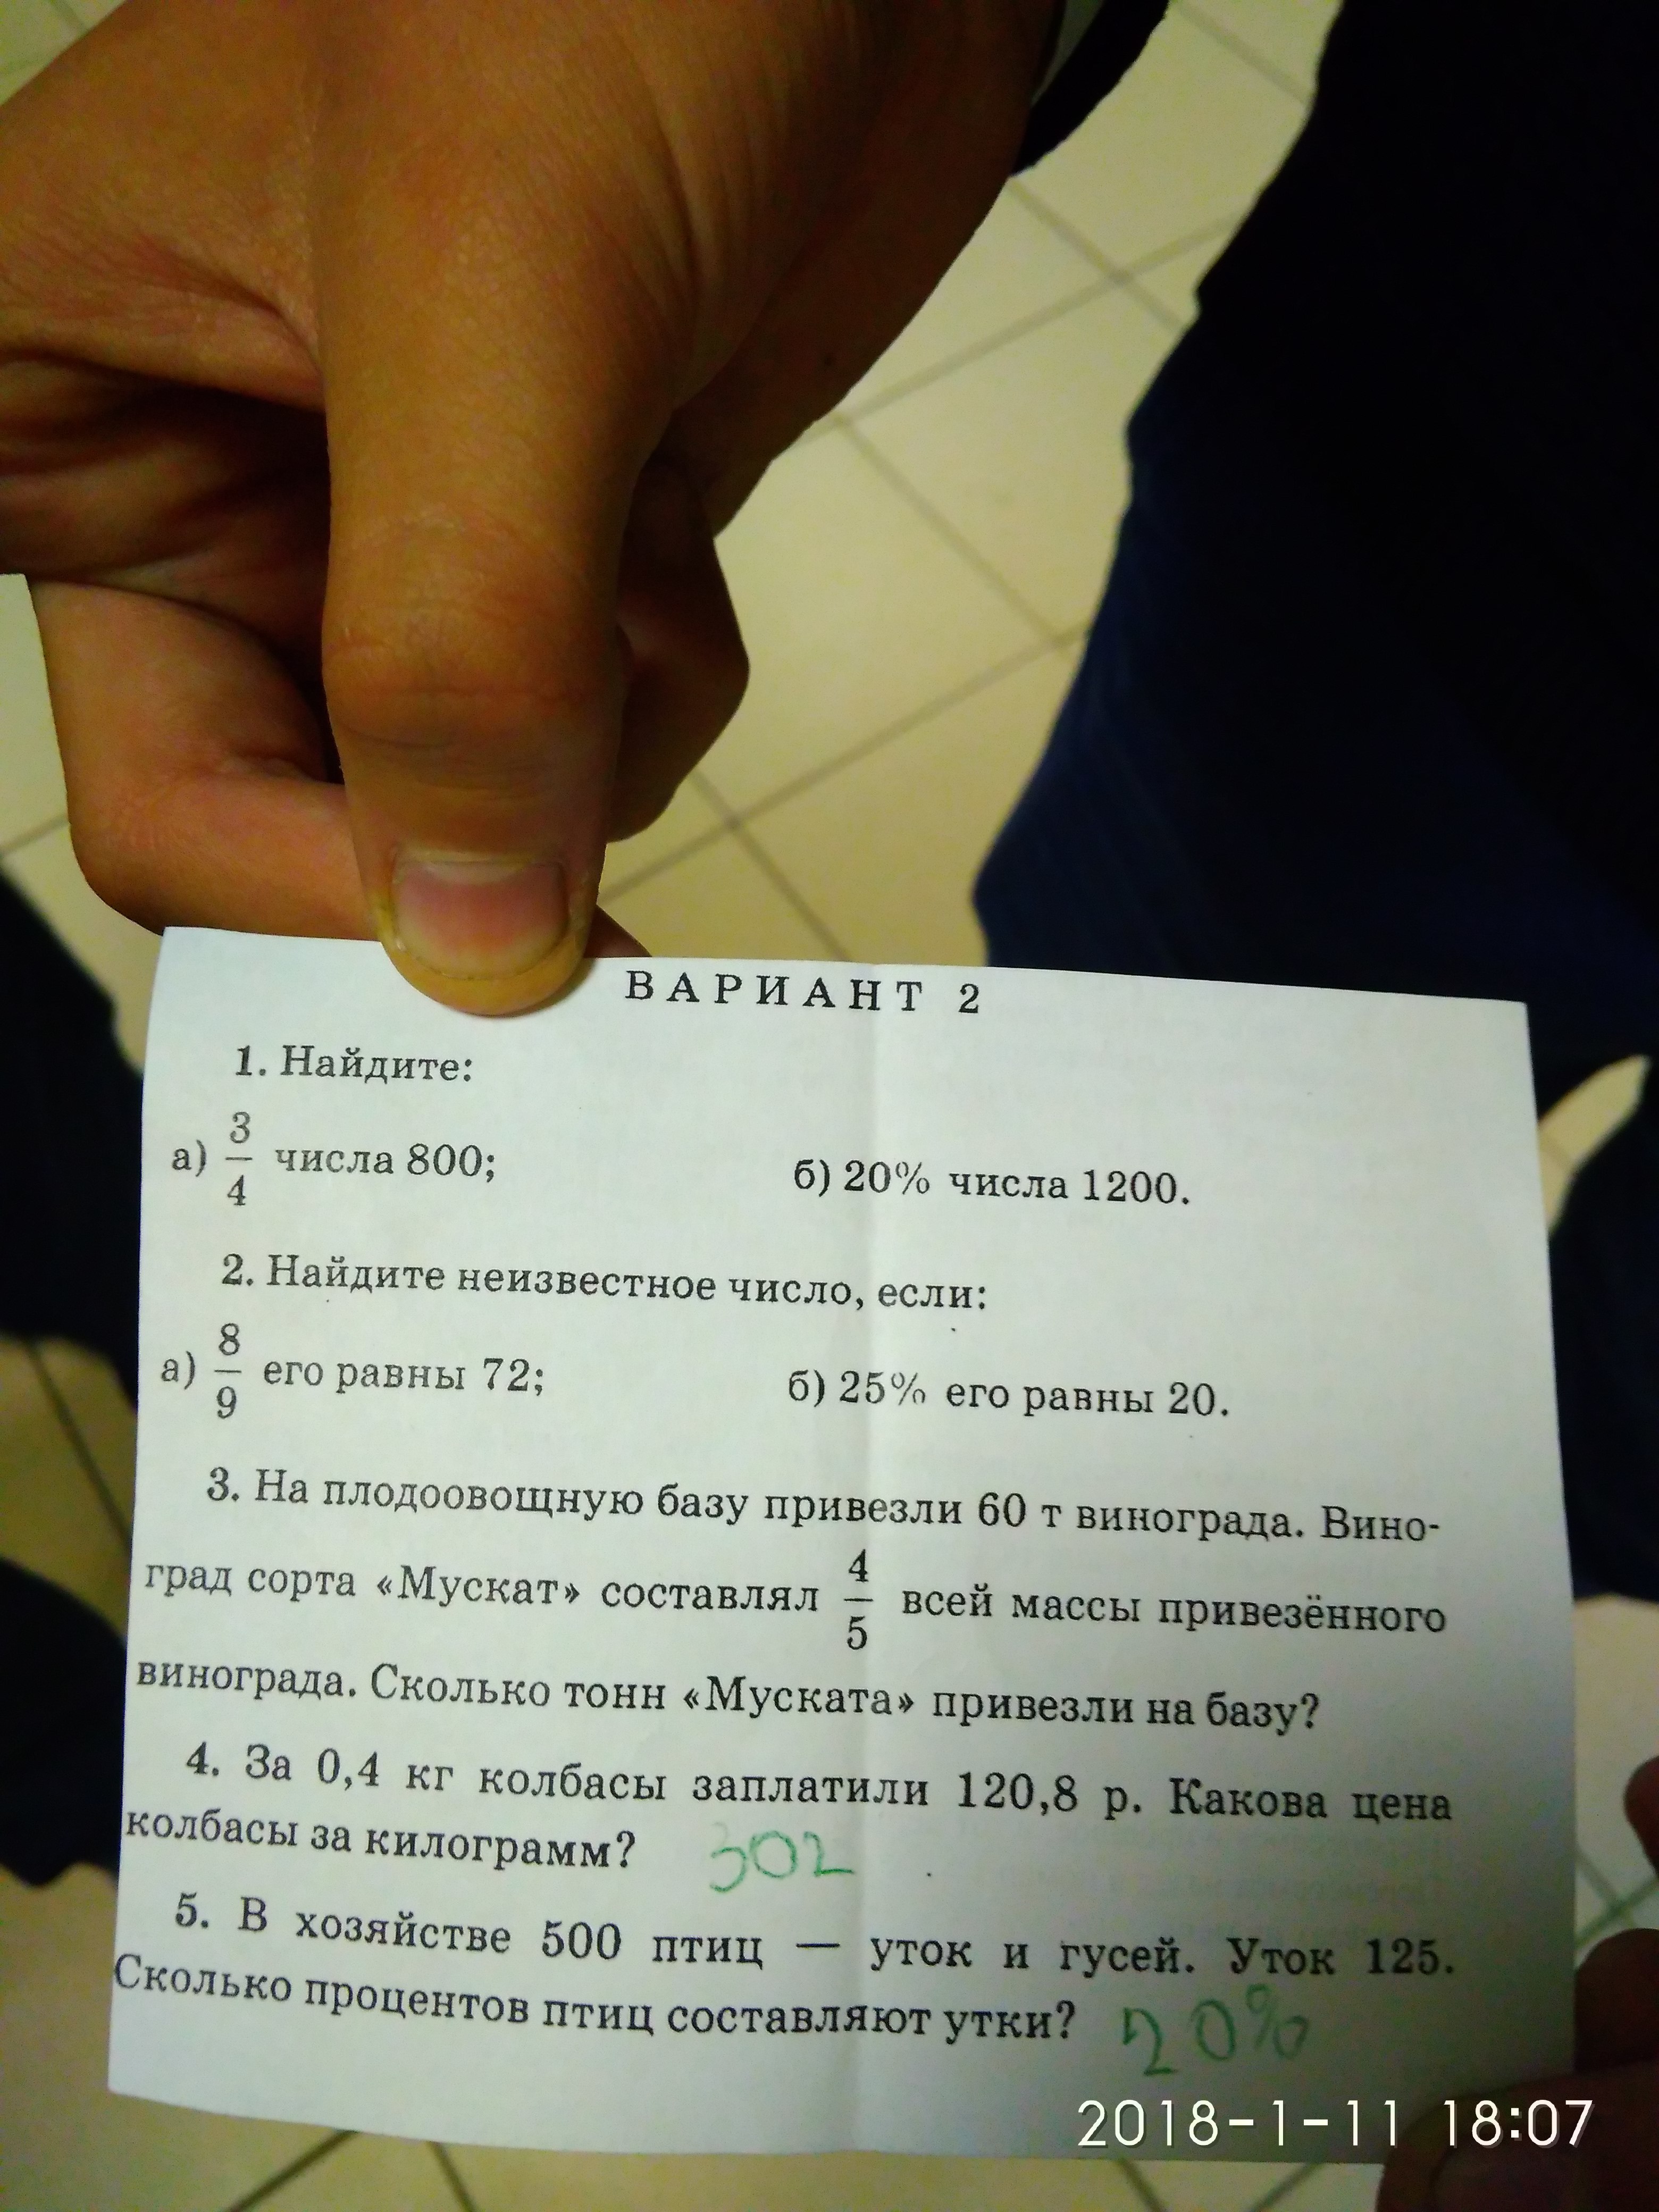 ВАРИАНТ 2
1. Найдите:
а) 3/4 числа 800; б) 20% числа 1200.
2. Найдите неизвестное число, если:
а) 8/9 его равны 72; б) 25% его равны 20.
3. На плодоовощную базу привезли 60 т винограда. Вино-
град сорта «Мускат» составлял 4/5 всей массы привезённого
винограда. Сколько тонн «Муската» привезли на базу?
4. За 0,4 кг колбасы заплатили 120,8 р. Какова цена
колбасы за килограмм? 302
5. В хозяйстве 500 птиц — уток и гусей. Уток 125.
Сколько процентов птиц составляют утки? 20%
2018-1-11 18:07